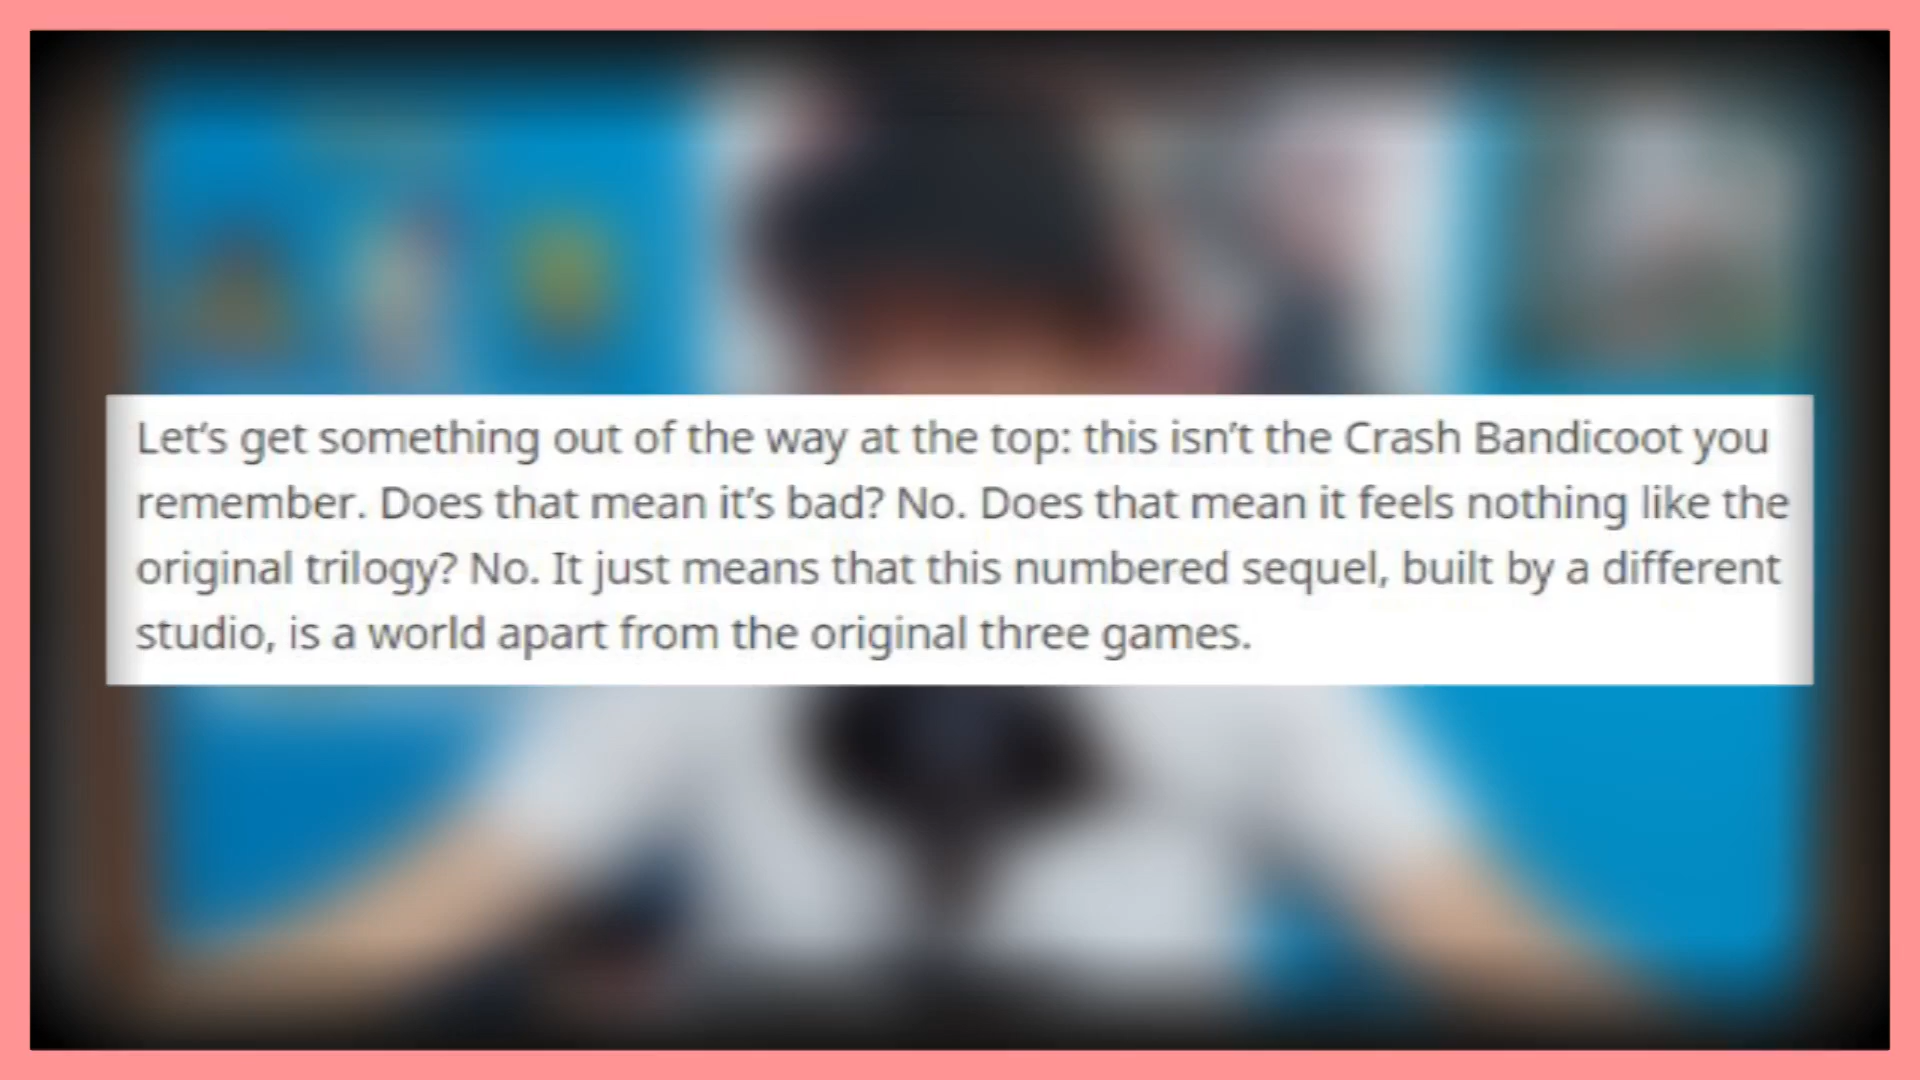 Let’s get something out of the way at the top: this isn’t the Crash Bandicoot you
remember. Does that mean it’s bad? No. Does that mean it feels nothing like the
original trilogy? No. It just means that this numbered sequel, built by a different
studio, is a world apart from the original three games.